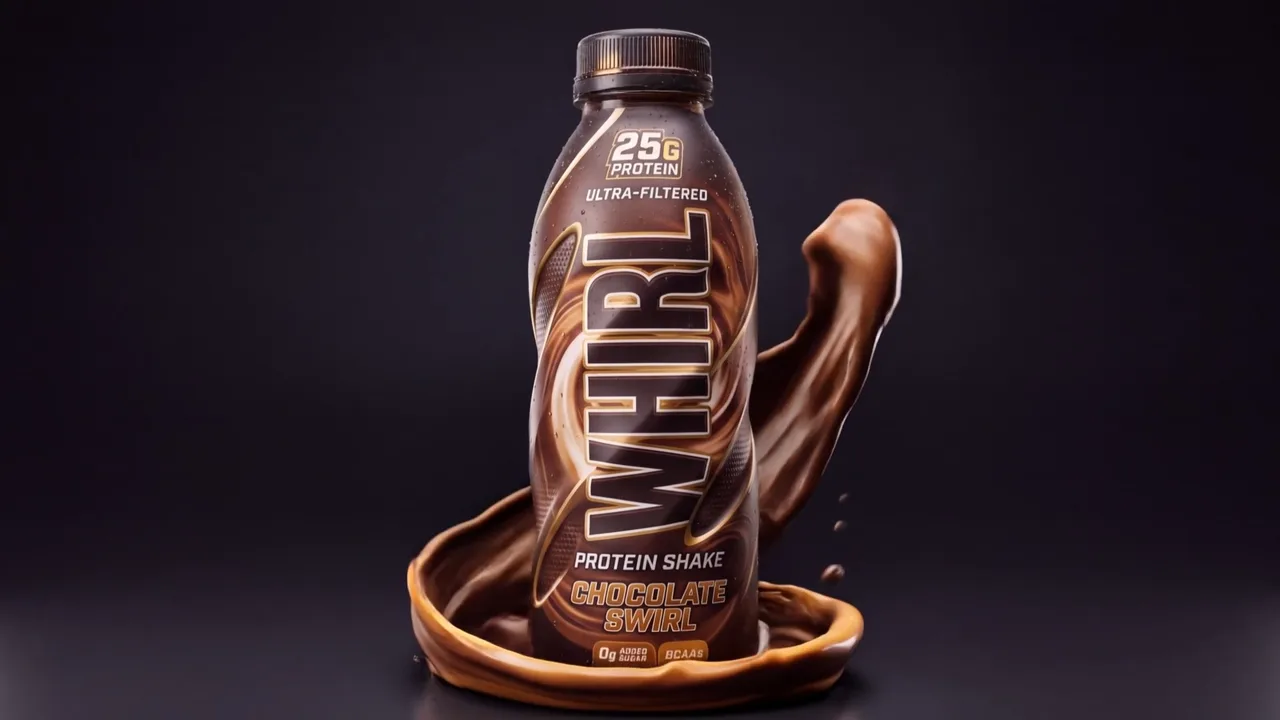 25G
PROTEIN
ULTRA-FILTERED
WHIRL
PROTEIN SHAKE
CHOCOLATE
SWIRL
0g ADDED SUGAR
BCAAs